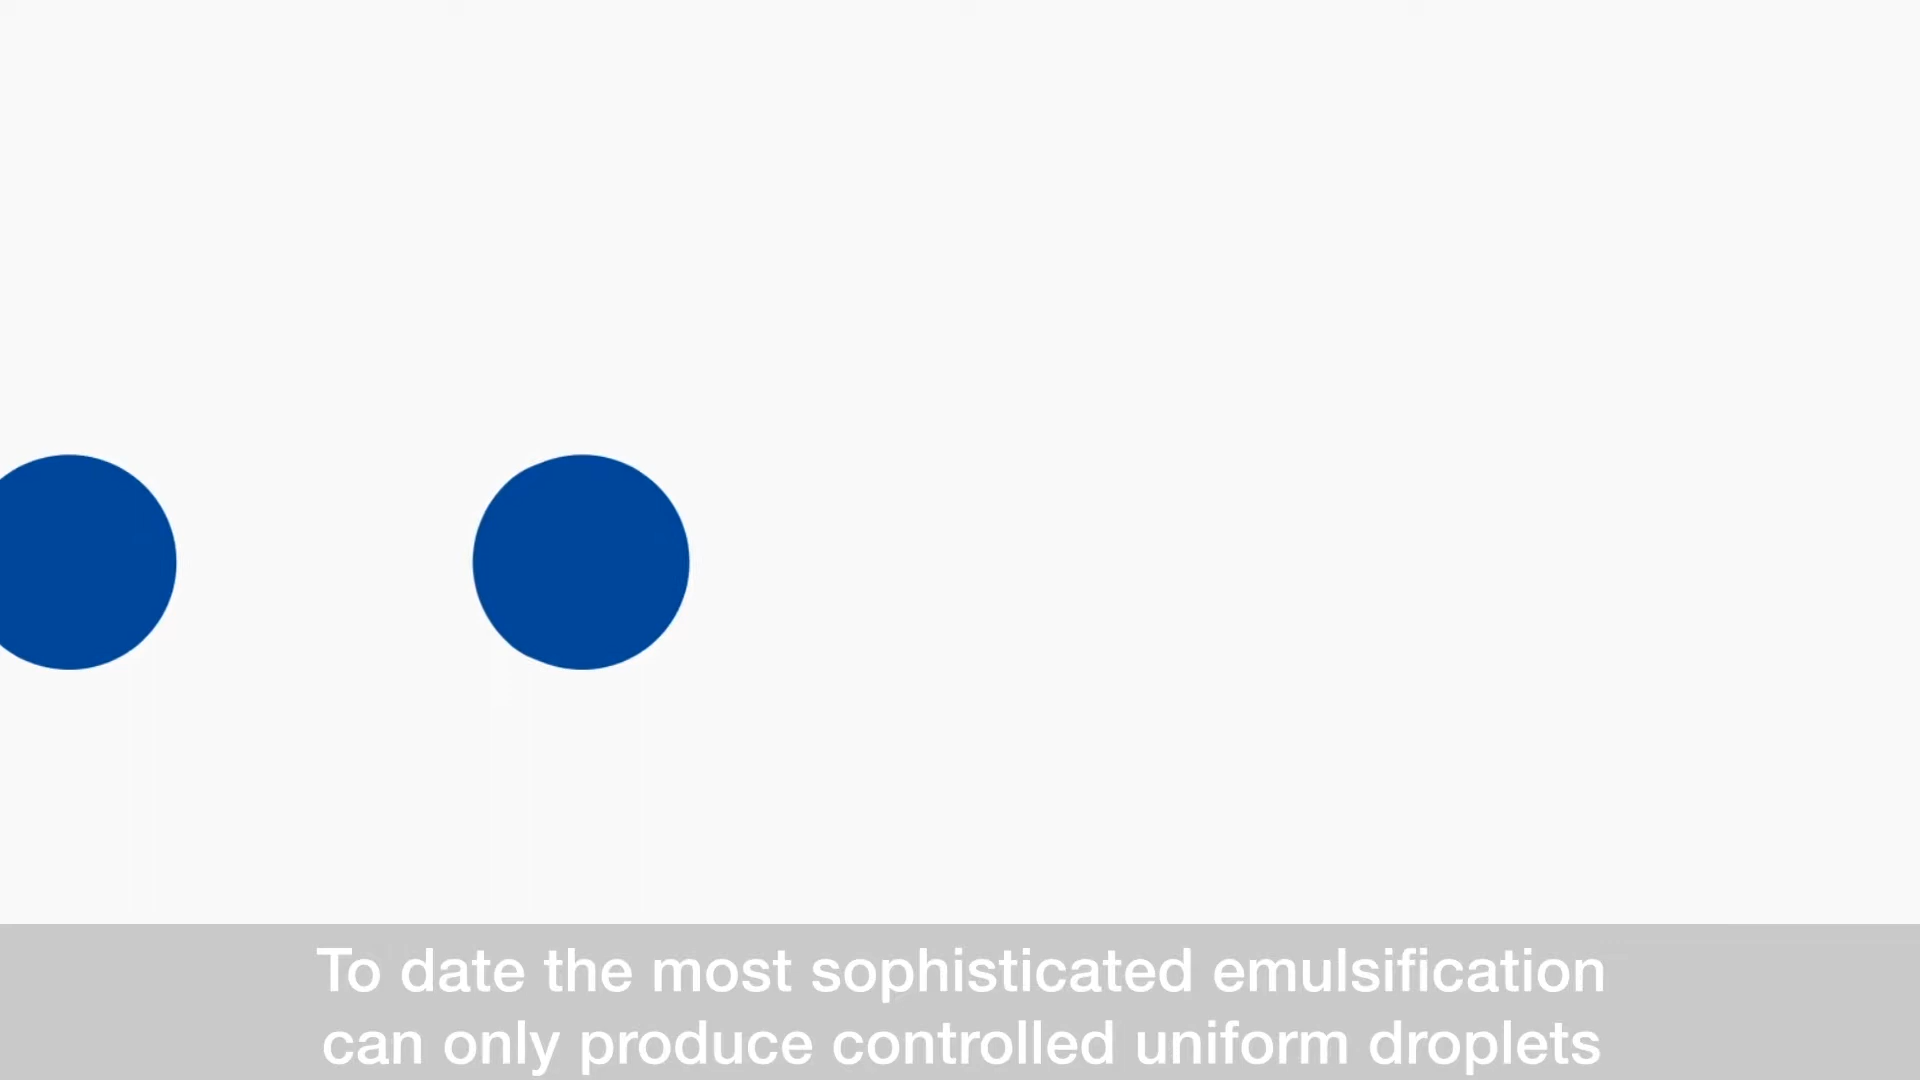 To date the most sophisticated emulsification
can only produce controlled uniform droplets